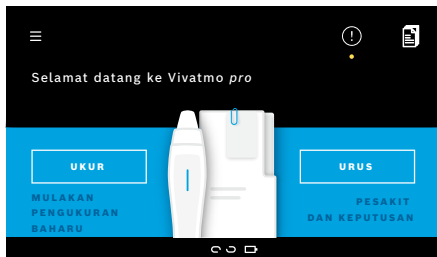 Selamat datang ke Vivatmo pro
UKUR
URUS
MULAKAN
PENGUKURAN
BAHARU
PESAKIT
DAN KEPUTUSAN